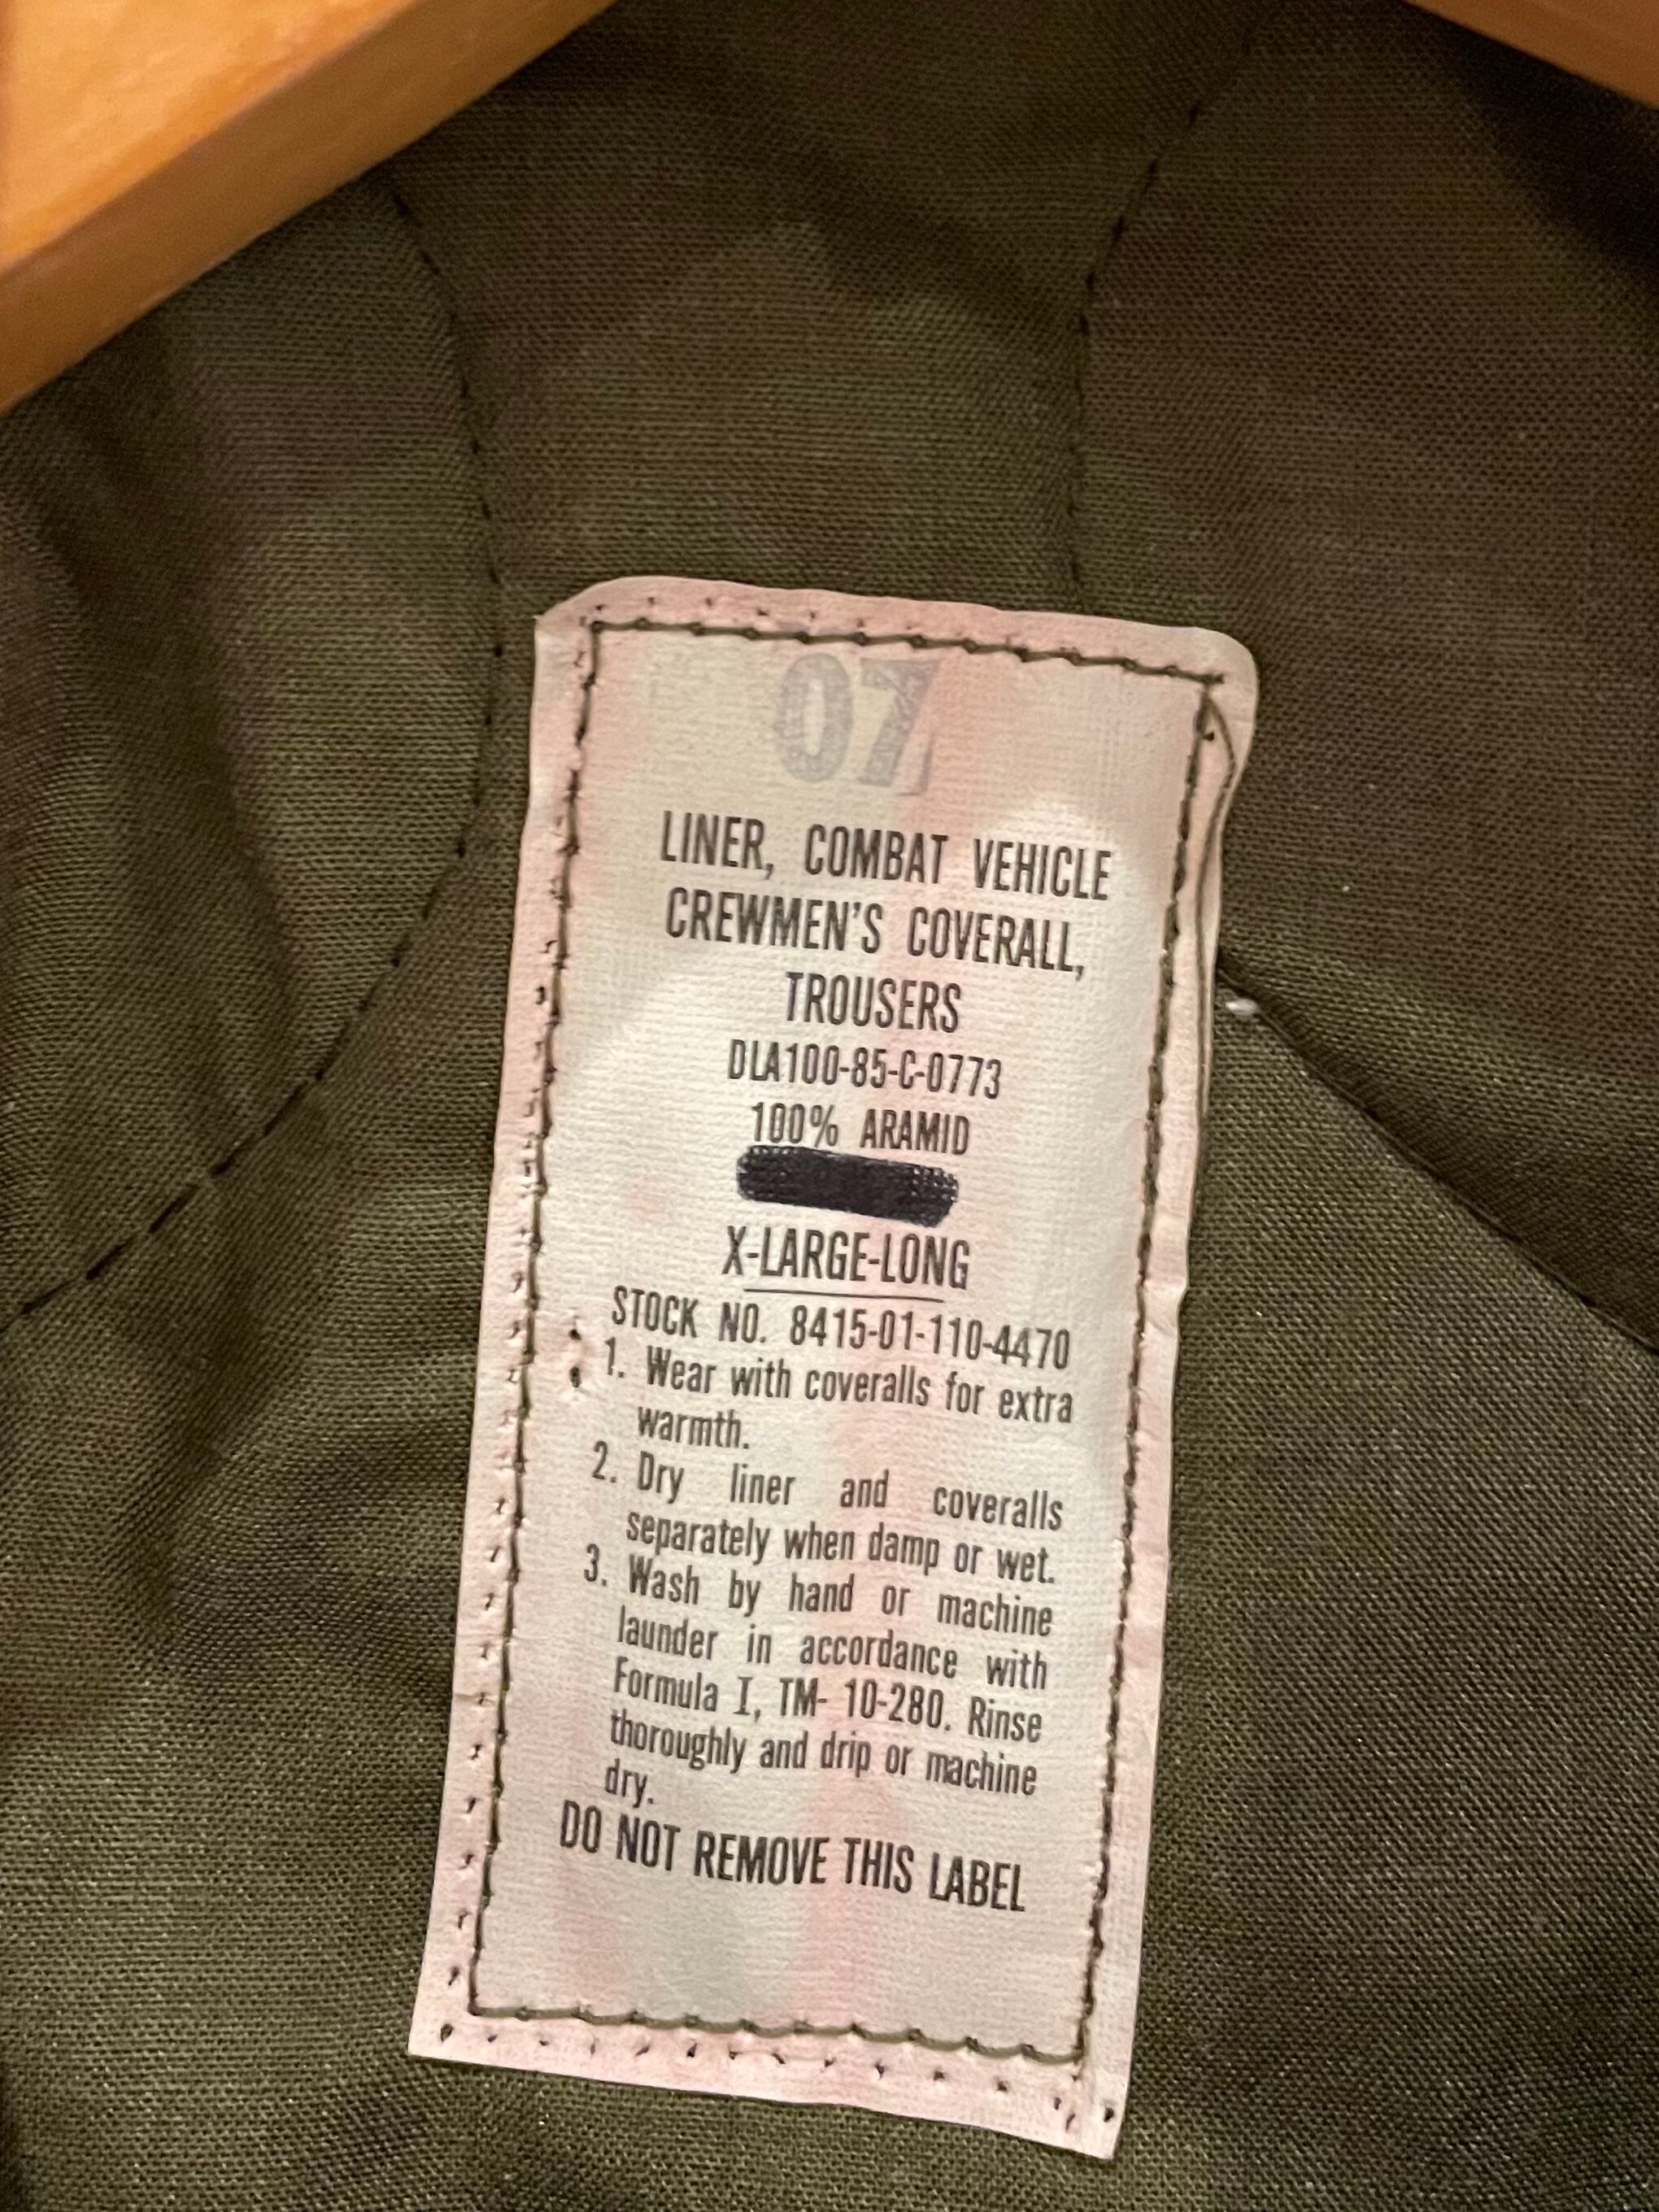 07
LINER, COMBAT VEHICLE
CREWMEN'S COVERALL,
TROUSERS
DLA100-85-C-0773
100% ARAMID
X-LARGE-LONG
STOCK NO. 8415-01-110-4470
1. Wear with coveralls for extra
warmth.
2. Dry liner and coveralls
separately when damp or wet.
3. Wash by hand or machine
launder in accordance with
Formula I, TM- 10-280. Rinse
thoroughly and drip or machine
dry.
DO NOT REMOVE THIS LABEL